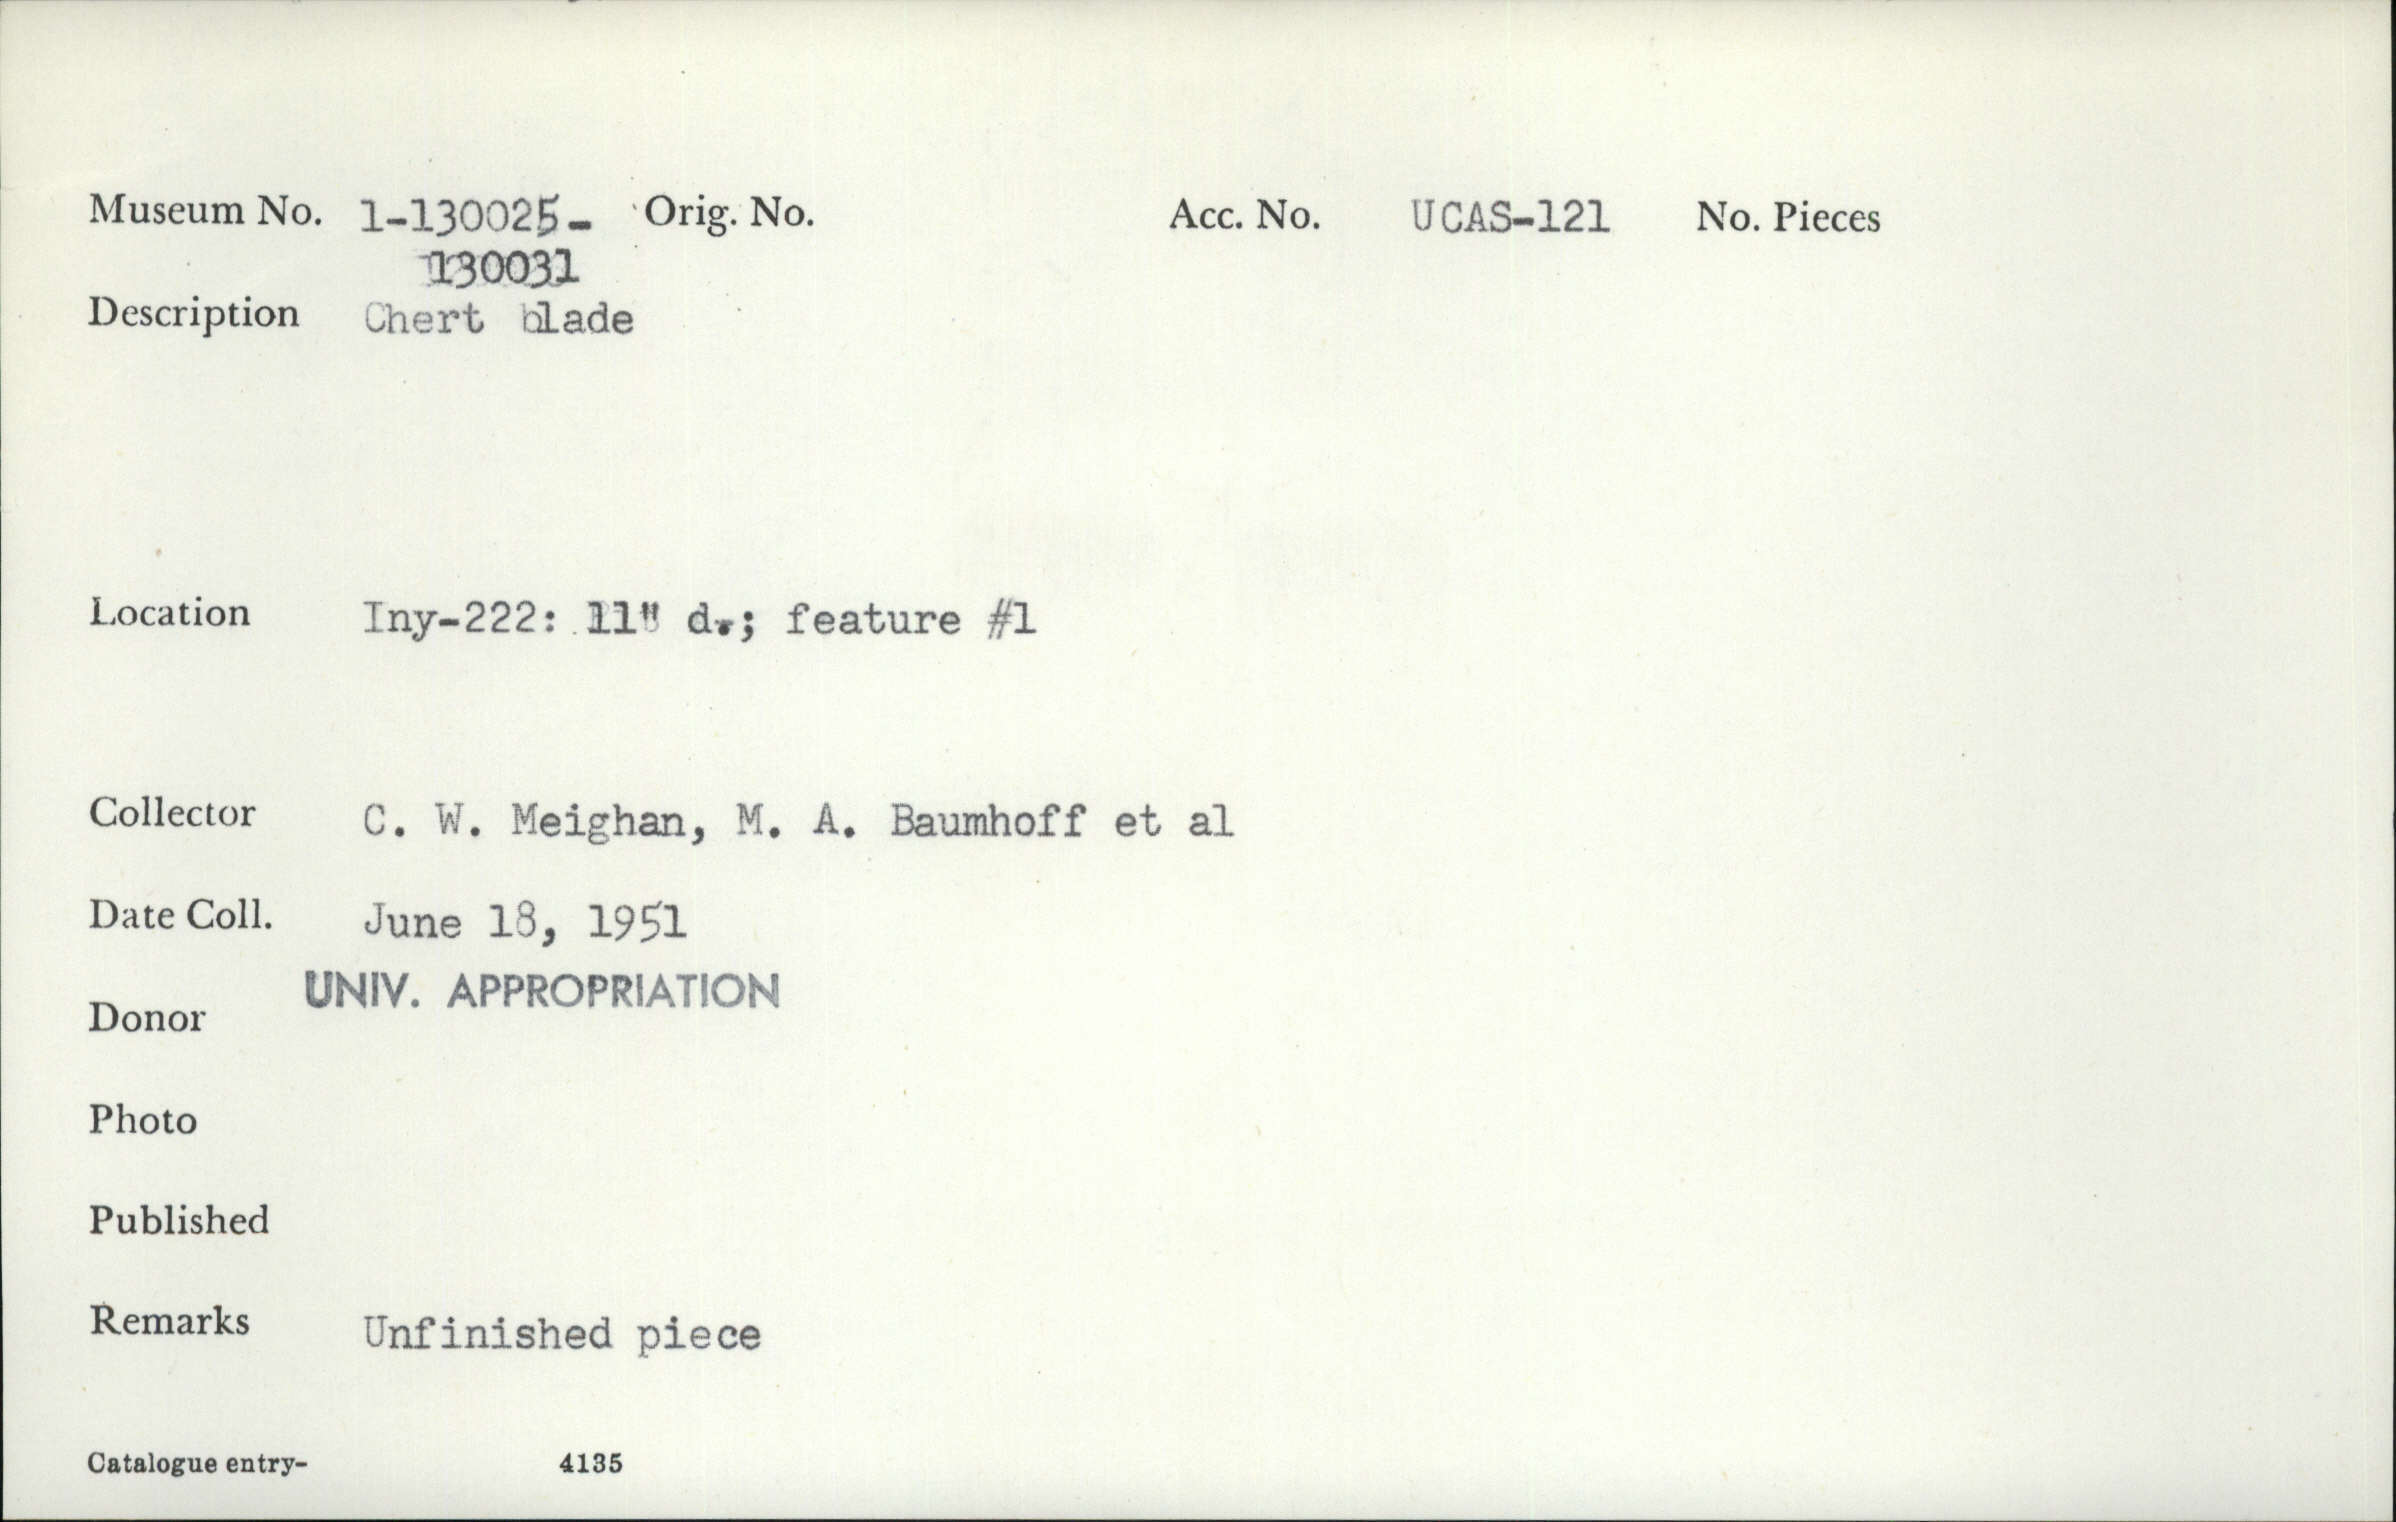 Museum No. 1-130025- Orig. No. Acc. No. UCAS-121 No. Pieces
130031
Description Chert blade
Location Iny-222: 11" d.; feature #1
Collector C. W. Meighan, M. A. Baumhoff et al
Date Coll. June 18, 1951
UNIV. APPROPRIATION
Donor
Photo
Published
Remarks Unfinished piece
Catalogue entry- 4135